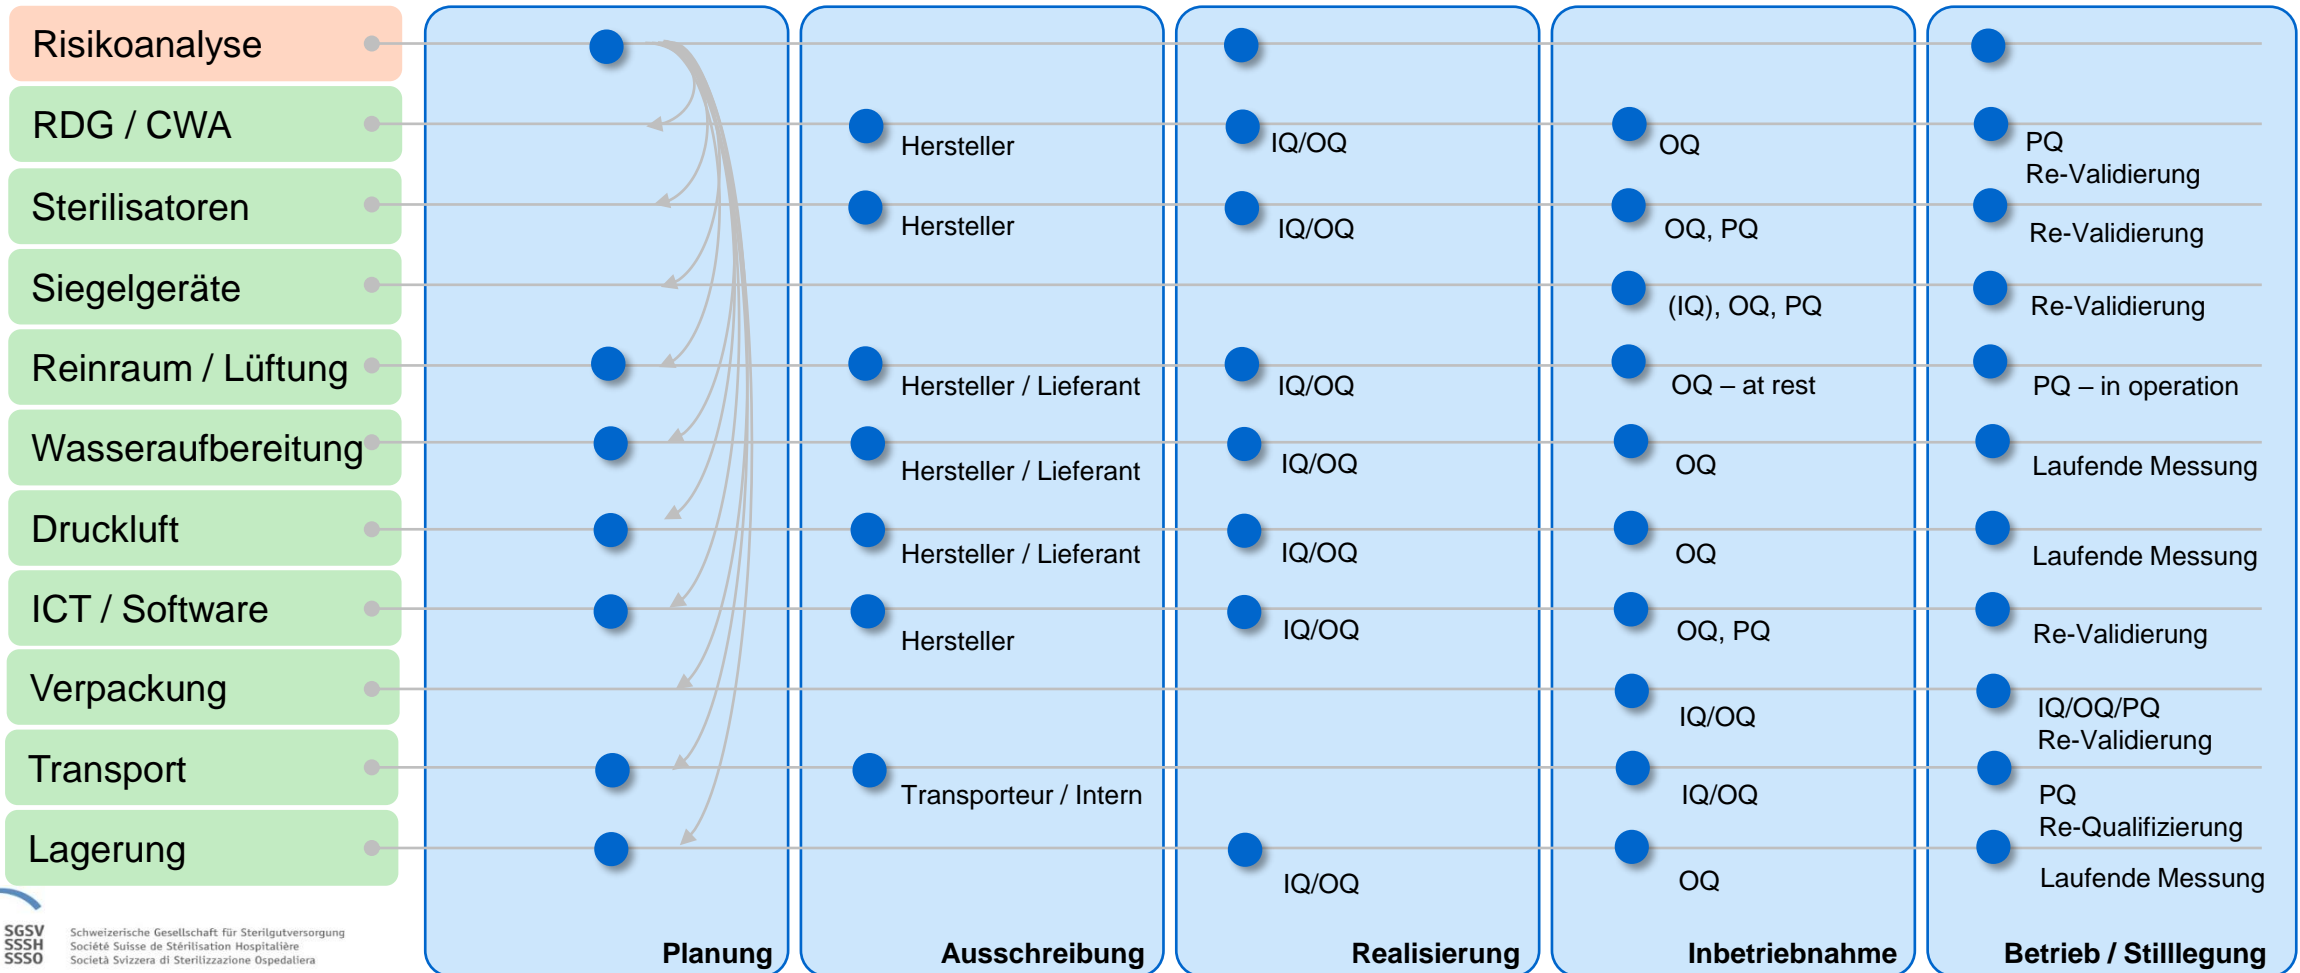 Risikoanalyse
RDG / CWA
Hersteller
IQ/OQ
OQ
PQ
Re-Validierung
Sterilisatoren
Hersteller
IQ/OQ
OQ, PQ
Re-Validierung
Siegelgeräte
(IQ), OQ, PQ
Re-Validierung
Reinraum / Lüftung
Hersteller / Lieferant
IQ/OQ
OQ – at rest
PQ – in operation
Wasseraufbereitung
Hersteller / Lieferant
IQ/OQ
OQ
Laufende Messung
Druckluft
Hersteller / Lieferant
IQ/OQ
OQ
Laufende Messung
ICT / Software
Hersteller
IQ/OQ
OQ, PQ
Re-Validierung
Verpackung
IQ/OQ
IQ/OQ/PQ
Re-Validierung
Transport
Transporteur / Intern
IQ/OQ
PQ
Re-Qualifizierung
Lagerung
IQ/OQ
OQ
Laufende Messung
Planung
Ausschreibung
Realisierung
Inbetriebnahme
Betrieb / Stilllegung
SGSV
SSSH
SSSO
Schweizerische Gesellschaft für Sterilgutversorgung
Société Suisse de Stérilisation Hospitalière
Società Svizzera di Sterilizzazione Ospedaliera